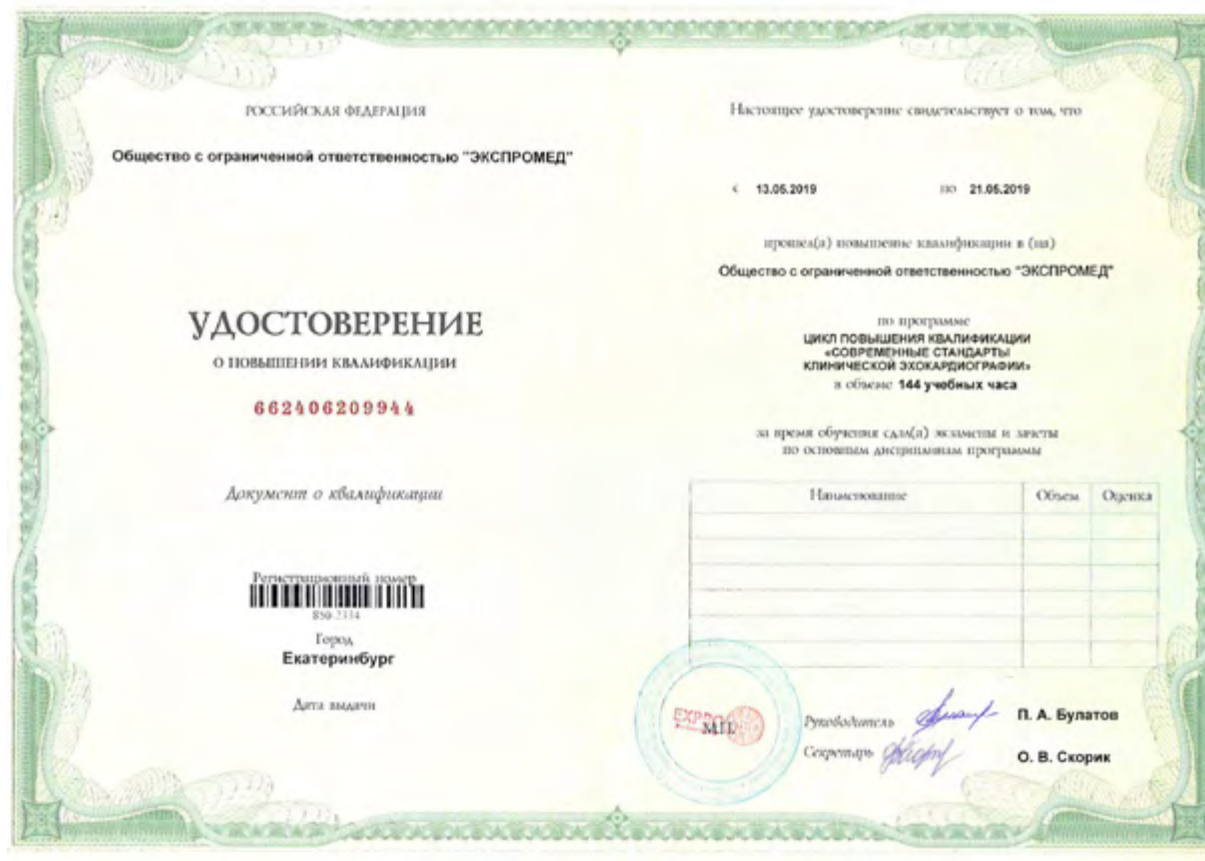 РОССИЙСКАЯ ФЕДЕРАЦИЯ
Общество с ограниченной ответственностью "ЭКСПРОМЕД"
УДОСТОВЕРЕНИЕ
О ПОВЫШЕНИИ КВАЛИФИКАЦИИ
662406209944
Документ о квалификации
Регистрационный номер
850-2334
Город
Екатеринбург
Дата выдачи
Настоящее удостоверение свидетельствует о том, что
с 13.05.2019 по 21.05.2019
прошел(а) повышение квалификации в (на)
Общество с ограниченной ответственностью "ЭКСПРОМЕД"
по программе
ЦИКЛ ПОВЫШЕНИЯ КВАЛИФИКАЦИИ
«СОВРЕМЕННЫЕ СТАНДАРТЫ
КЛИНИЧЕСКОЙ ЭХОКАРДИОГРАФИИ»
в объеме 144 учебных часа
за время обучения сдал(а) экзамены и зачеты
по основным дисциплинам программы
Наименование Объем Оценка
М.П.
Руководитель П. А. Булатов
Секретарь О. В. Скорик